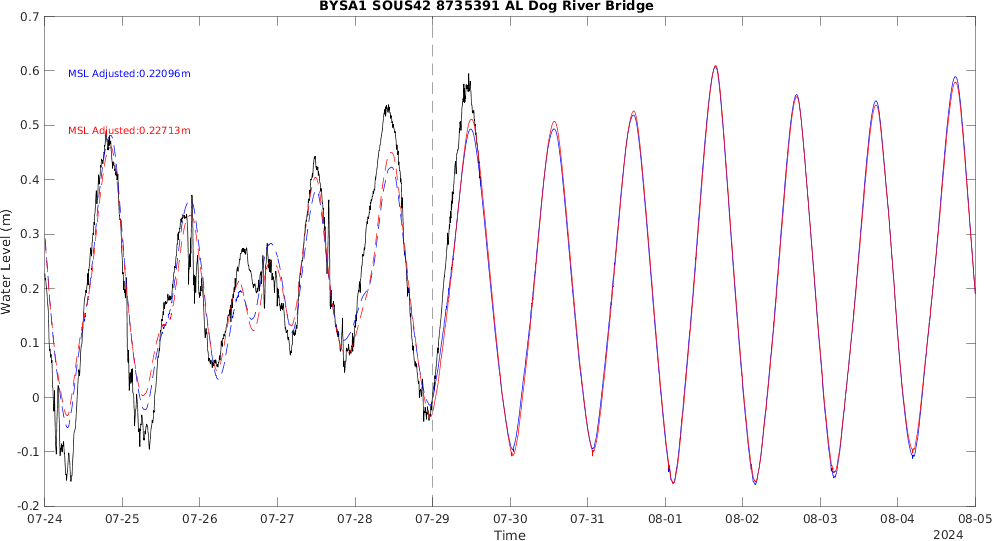 BYSA1 SOUS42 8735391 AL Dog River Bridge
0.7
0.6
0.5
0.4
0.3
0.2
0.1
0
-0.1
-0.2
Water Level (m)
MSL Adjusted:0.22096m
MSL Adjusted:0.22713m
07-24 07-25 07-26 07-27 07-28 07-29 07-30 07-31 08-01 08-02 08-03 08-04 08-05
Time
2024